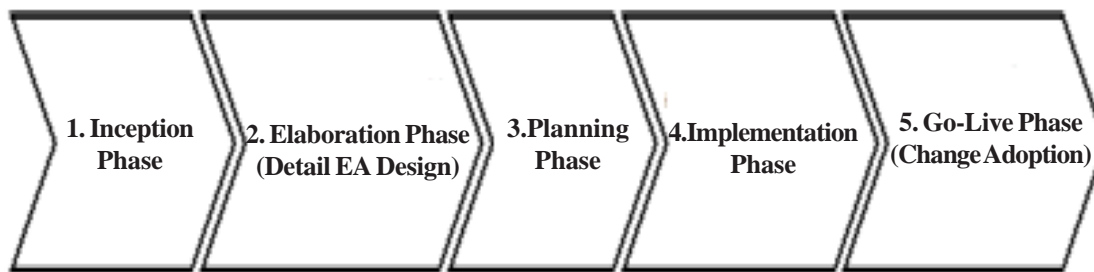 1. Inception
Phase
2. Elaboration Phase
(Detail EA Design)
3.Planning
Phase
4.Implementation
Phase
5. Go-Live Phase
(Change Adoption)